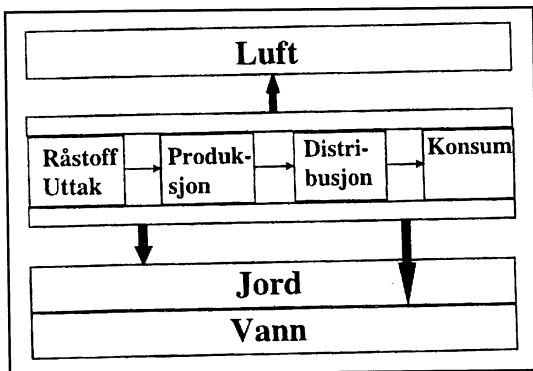 Luft
Råstoff
Uttak
Produk-
sjon
Distri-
busjon
Konsum
Jord
Vann